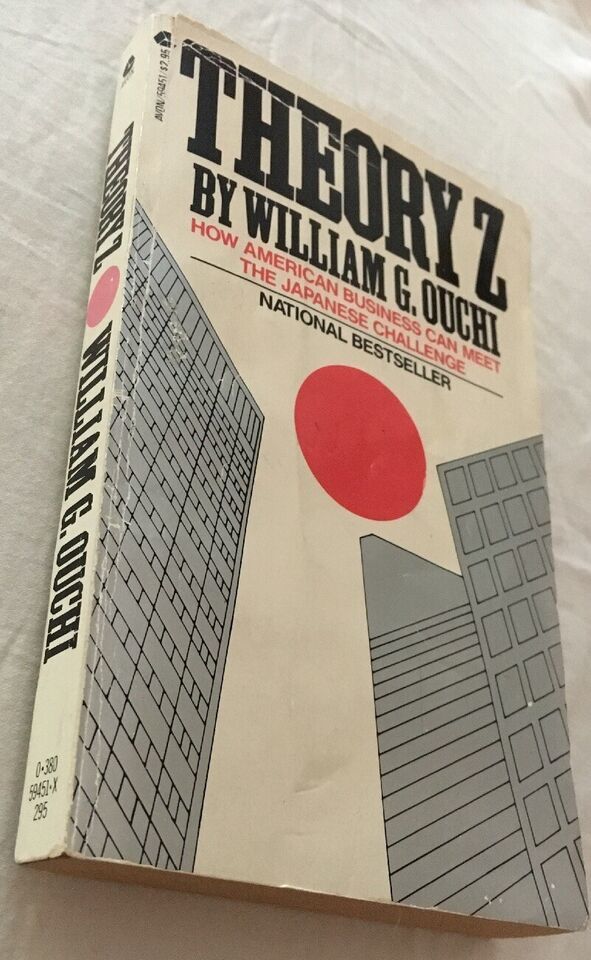 AVON/59451/$2.95
THEORY Z
BY WILLIAM G. OUCHI
HOW AMERICAN BUSINESS CAN MEET
THE JAPANESE CHALLENGE
NATIONAL BESTSELLER
THEORY Z WILLIAM G. OUCHI
0·380
59451·X
295